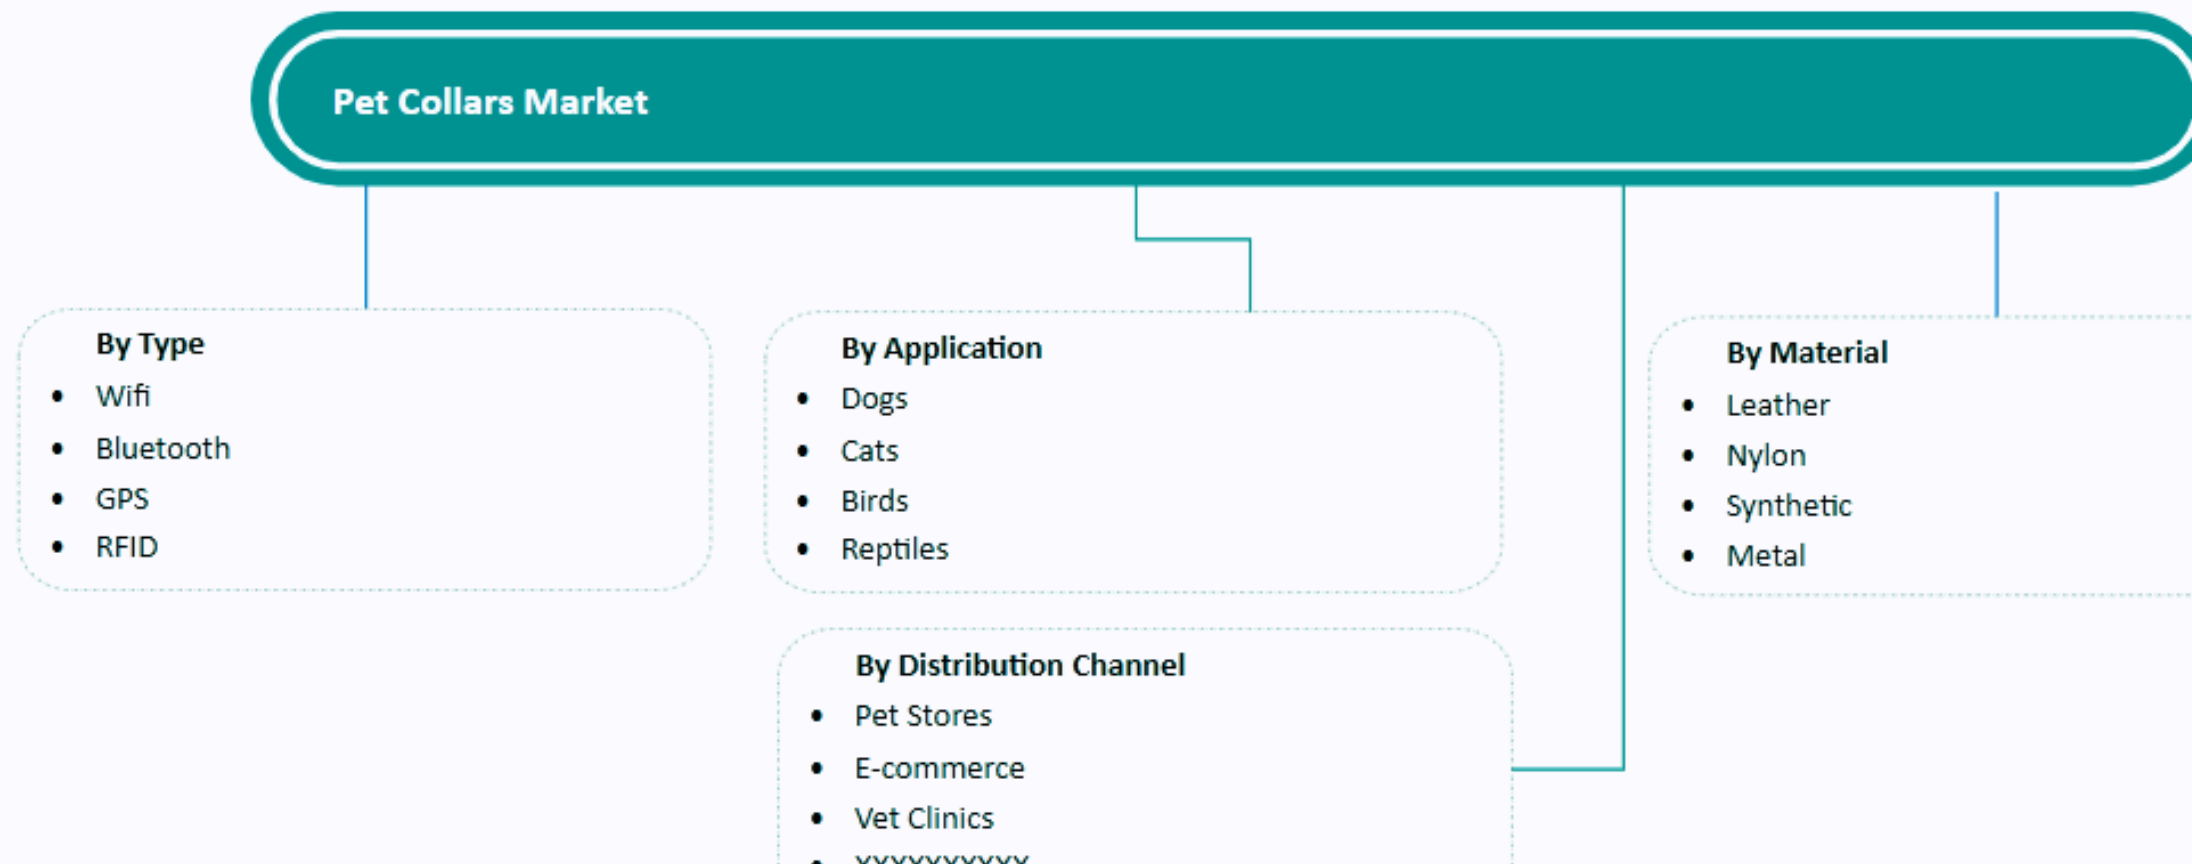 Pet Collars Market
By Type
• Wifi
• Bluetooth
• GPS
• RFID
By Application
• Dogs
• Cats
• Birds
• Reptiles
By Material
• Leather
• Nylon
• Synthetic
• Metal
By Distribution Channel
• Pet Stores
• E-commerce
• Vet Clinics